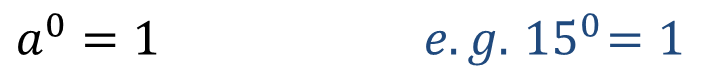 a⁰ = 1 e.g. 15⁰ = 1